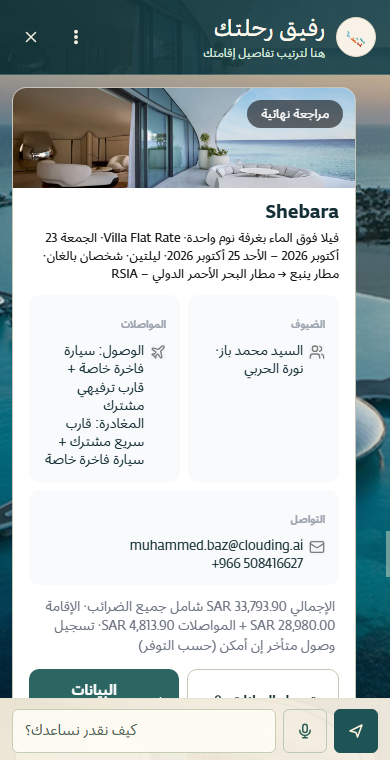 رفيق رحلتك
هنا لترتيب تفاصيل إقامتك
مراجعة نهائية
Shebara
فيلا فوق الماء بغرفة نوم واحدة· Villa Flat Rate· الجمعة 23
أكتوبر 2026 – الأحد 25 أكتوبر 2026· ليلتين· شخصان بالغان·
مطار ينبع → مطار البحر الأحمر الدولي – RSIA
الضيوف
السيد محمد باز·
نورة الحربي
المواصلات
الوصول: سيارة
فاخرة خاصة +
قارب ترفيهي
مشترك
المغادرة: قارب
سريع مشترك +
سيارة فاخرة خاصة
التواصل
muhammed.baz@clouding.ai
+966 508416627
الإجمالي 33,793.90 SAR شامل جميع الضرائب· الإقامة
28,980.00 SAR + المواصلات 4,813.90 SAR· تسجيل
وصول متأخر إن أمكن (حسب التوفر)
البيانات
كيف نقدر نساعدك؟